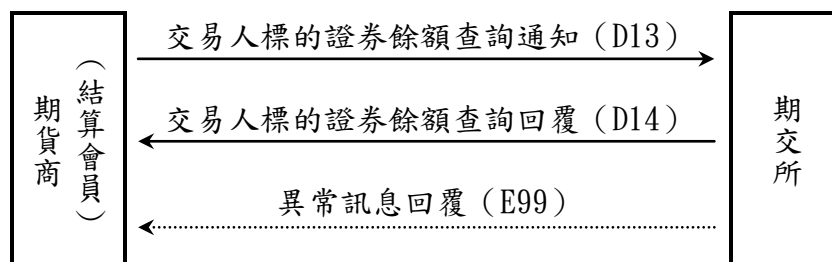 期貨商
（結算會員）
交易人標的證券餘額查詢通知（D13）
交易人標的證券餘額查詢回覆（D14）
異常訊息回覆（E99）
期交所